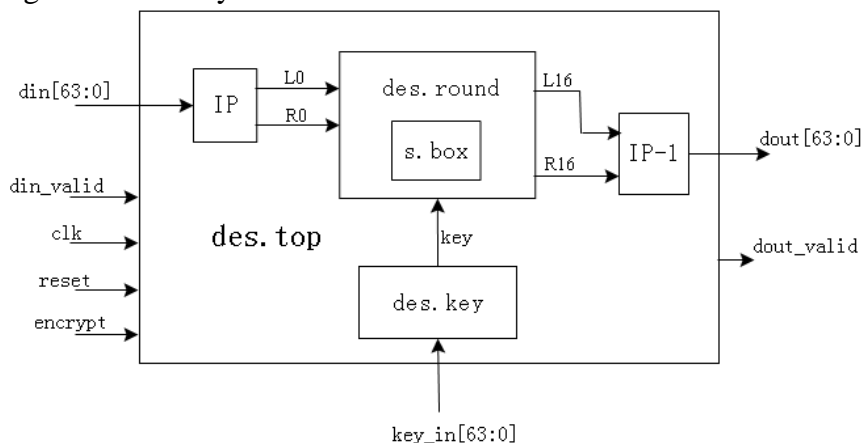 din[63:0]
din_valid
clk
reset
encrypt
IP
L0
R0
des.round
s.box
L16
R16
IP-1
dout[63:0]
dout_valid
des.top
key
des.key
key_in[63:0]